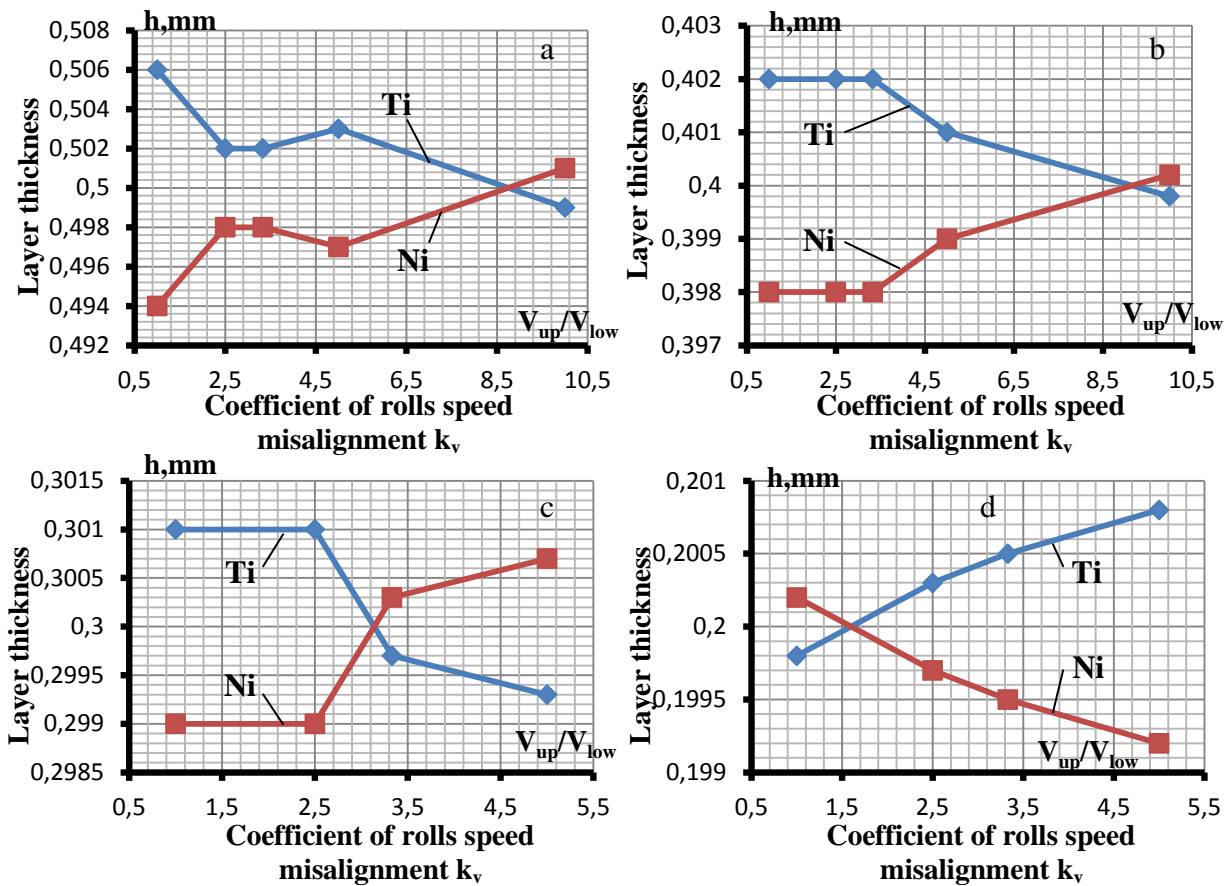 h,mm
a
0,508
0,506
0,504
0,502
0,5
0,498
0,496
0,494
0,492
Layer thickness
Ti
Ni
V_up/V_low
0,5 2,5 4,5 6,5 8,5 10,5
Coefficient of rolls speed
misalignment k_v
h,mm
b
0,403
0,402
0,401
0,4
0,399
0,398
0,397
Layer thickness
Ti
Ni
V_up/V_low
0,5 2,5 4,5 6,5 8,5 10,5
Coefficient of rolls speed
misalignment k_v
h,mm
c
0,3015
0,301
0,3005
0,3
0,2995
0,299
0,2985
Layer thickness
Ti
Ni
V_up/V_low
0,5 1,5 2,5 3,5 4,5 5,5
Coefficient of rolls speed
misalignment k_v
h,mm
d
0,201
0,2005
0,2
0,1995
0,199
Layer thickness
Ti
Ni
V_up/V_low
0,5 1,5 2,5 3,5 4,5 5,5
Coefficient of rolls speed
misalignment k_v